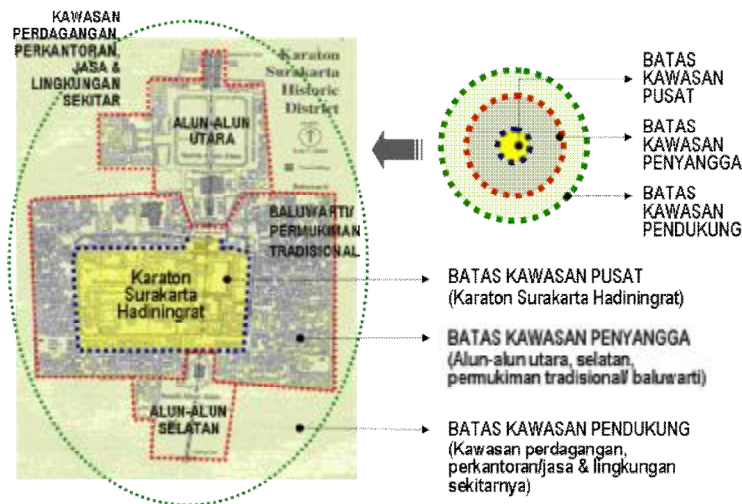 KAWASAN
PERDAGANGAN,
PERKANTORAN,
JASA &
LINGKUNGAN
SEKITAR
Karaton
Surakarta
Historic
District
ALUN-ALUN
UTARA
BALUWARTI/
PERMUKIMAN
TRADISIONAL
Karaton
Surakarta
Hadiningrat
ALUN-ALUN
SELATAN
BATAS
KAWASAN
PUSAT
BATAS
KAWASAN
PENYANGGA
BATAS
KAWASAN
PENDUKUNG
BATAS KAWASAN PUSAT
(Karaton Surakarta Hadiningrat)
BATAS KAWASAN PENYANGGA
(Alun-alun utara, selatan,
permukiman tradisional/ baluwarti)
BATAS KAWASAN PENDUKUNG
(Kawasan perdagangan,
perkantoran/jasa & lingkungan
sekitarnya)